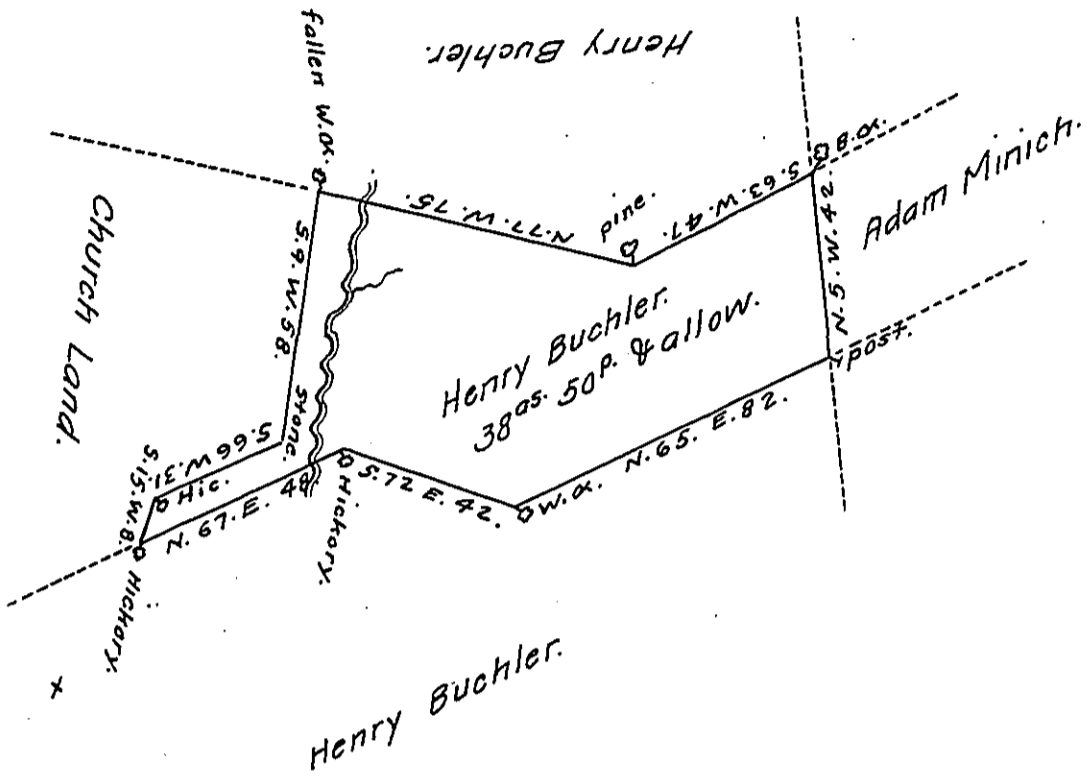 Henry Buchler.
fallen W.O.
B.O.
Adam Minich.
S.63.W.47.
pine.
N.77.W.75.
N.5.W.42.
Church Land.
S.9.W.58.
Henry Buchler.
38as. 50P. & allow.
post.
Stone.
N.65.E.82.
S.66.W.31.
Hic.
S.15.W.8.
N.67.E.48
S.72 E.42.
W.O.
Hickory.
Hickory.
x
Henry Buchler.